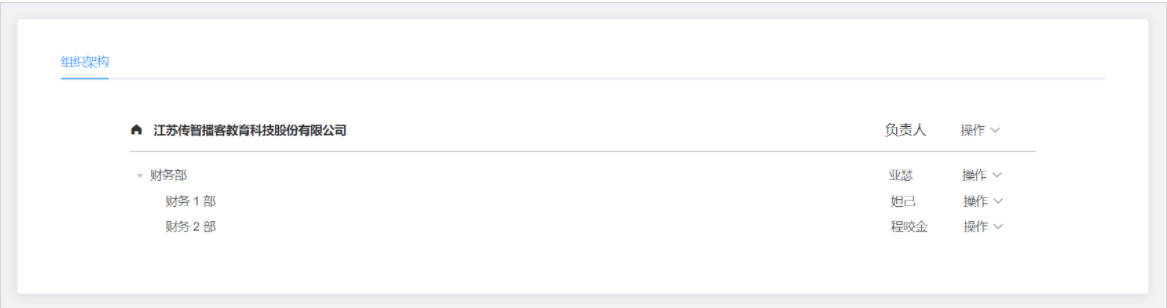 组织架构
江苏传智播客教育科技股份有限公司 负责人 操作
财务部 亚瑟 操作
财务 1 部 妲己 操作
财务 2 部 程咬金 操作